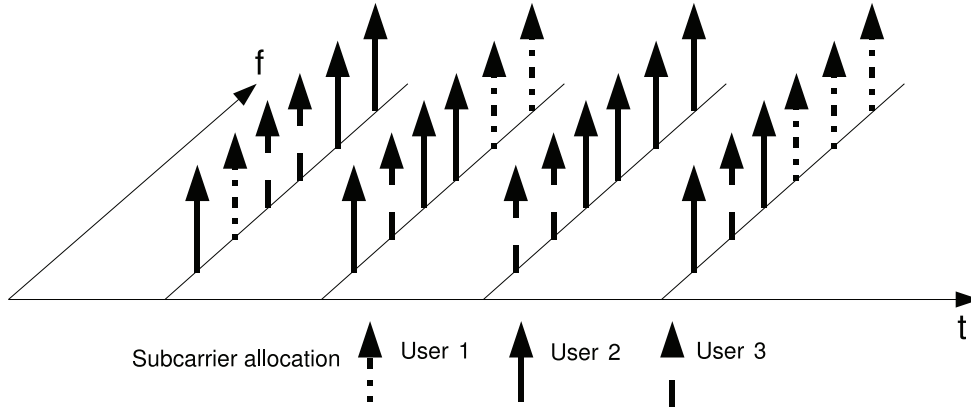 f
t
Subcarrier allocation
User 1
User 2
User 3